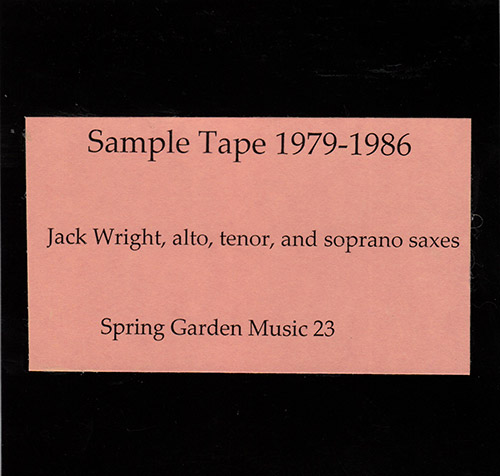 Sample Tape 1979-1986
Jack Wright, alto, tenor, and soprano saxes
Spring Garden Music 23